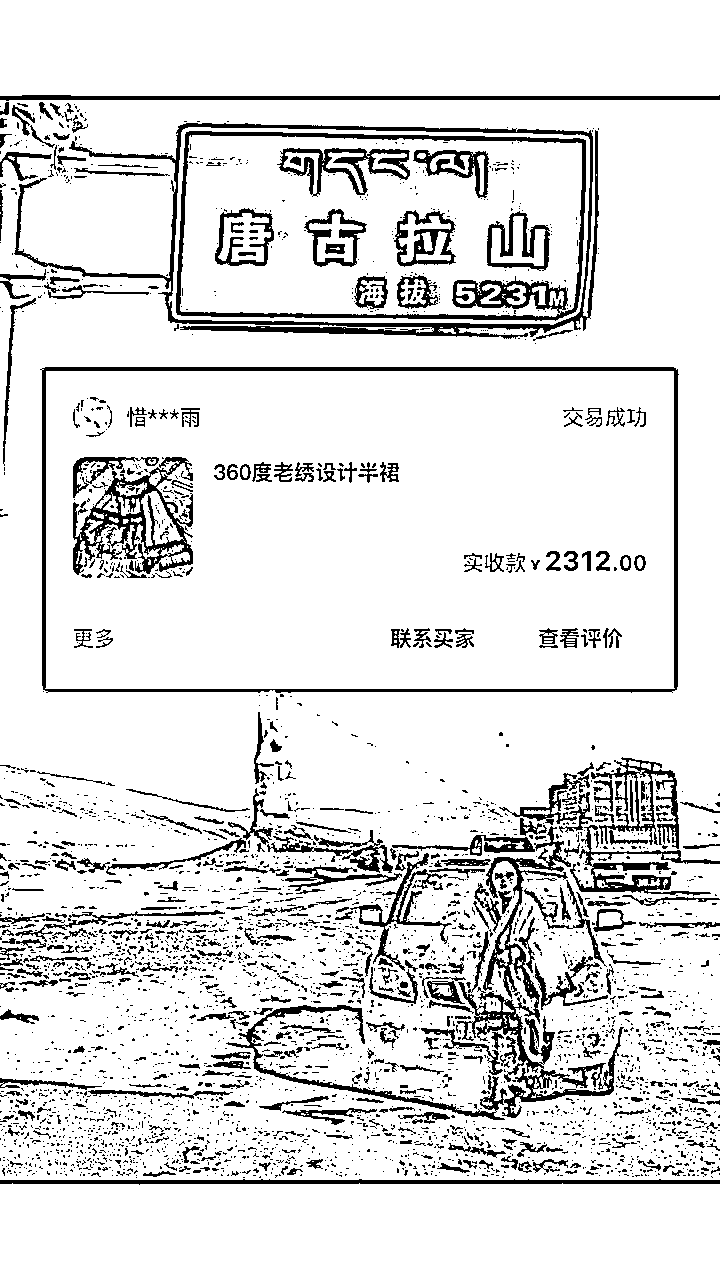 གདང་ལ།
唐古拉山
海拔 5231M
惜***雨 交易成功
360度老绣设计半裙
实收款 ¥2312.00
更多 联系买家 查看评价